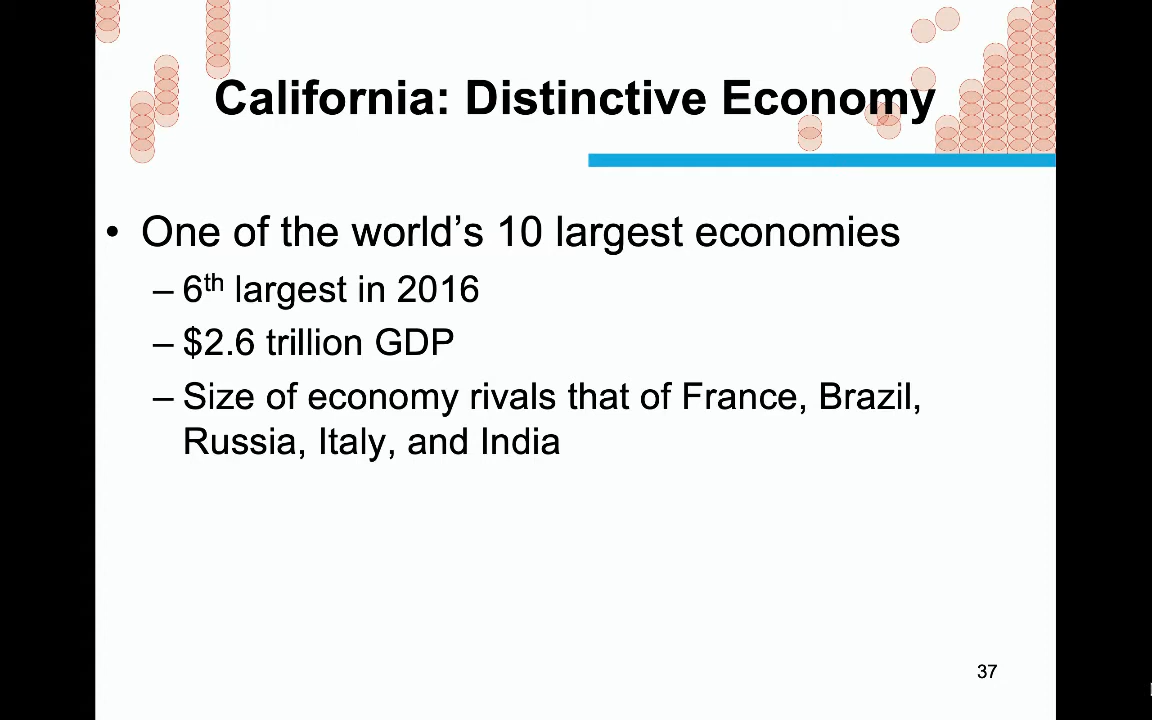 California: Distinctive Economy
• One of the world’s 10 largest economies
– 6th largest in 2016
– $2.6 trillion GDP
– Size of economy rivals that of France, Brazil,
Russia, Italy, and India
37